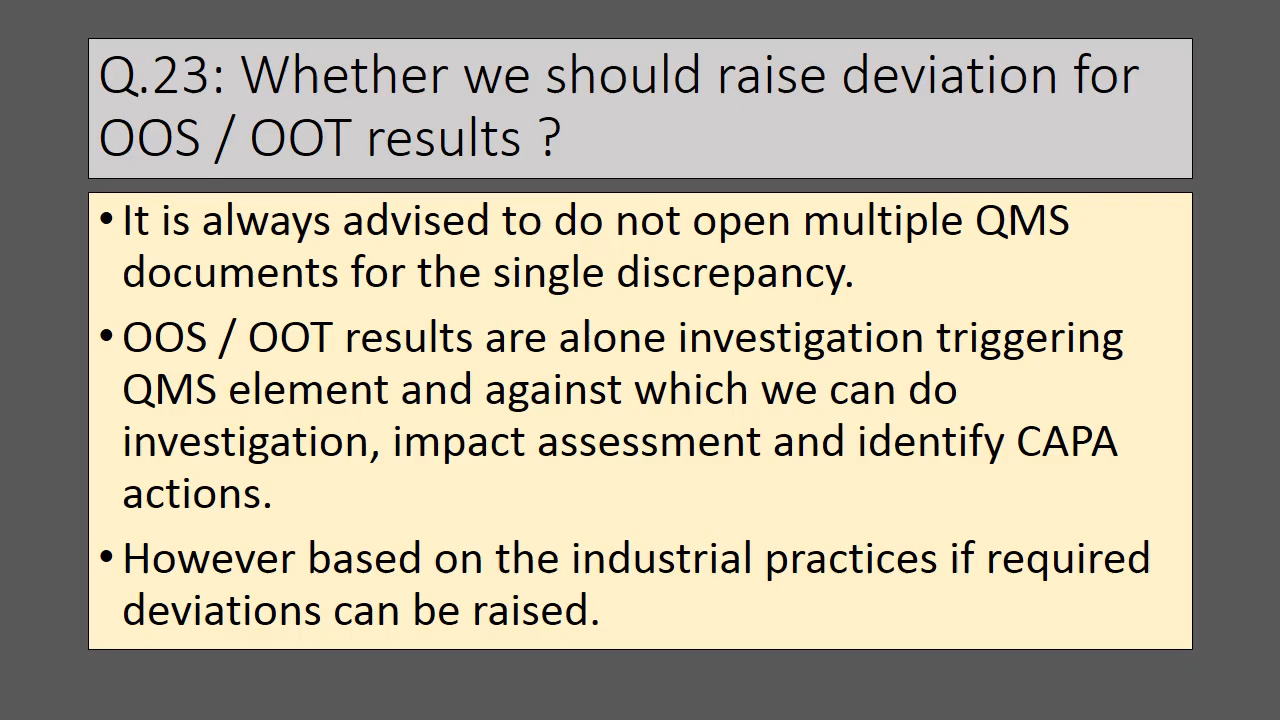 Q.23: Whether we should raise deviation for
OOS / OOT results ?
• It is always advised to do not open multiple QMS
documents for the single discrepancy.
• OOS / OOT results are alone investigation triggering
QMS element and against which we can do
investigation, impact assessment and identify CAPA
actions.
• However based on the industrial practices if required
deviations can be raised.